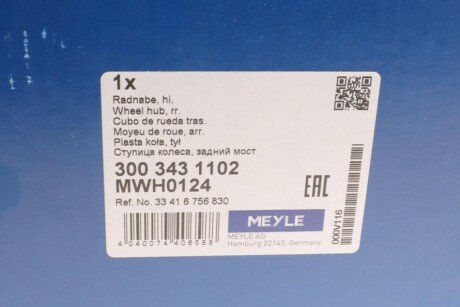 1x
Radnabe, hi.
Wheel hub, rr.
Cubo de rueda tras.
Moyeu de roue, arr.
Piasta koła, tył
Ступица колеса, задний мост
300 343 1102
MWH0124
Ref. No. 33 41 6 756 830
4 040074 406588
EAC
MEYLE
MEYLE AG
Hamburg 22143, Germany
000V116